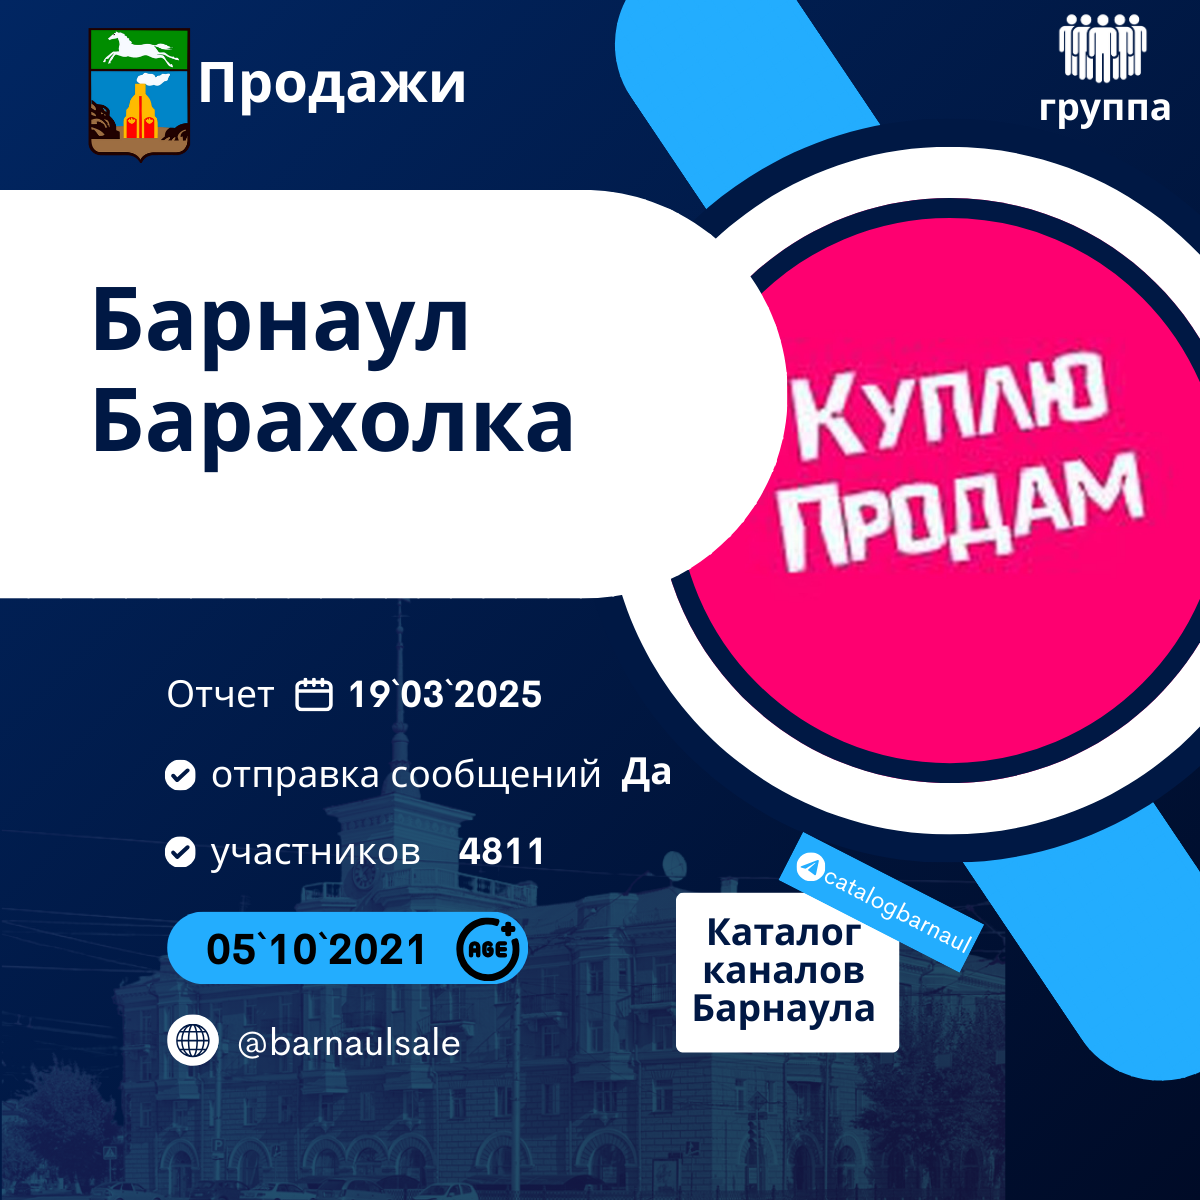 Продажи
группа
Барнаул
Барахолка
Куплю
Продам
Отчет 19`03`2025
отправка сообщений Да
участников 4811
05`10`2021 AGE+
@barnaulsale
catalogbarnaul
Каталог
каналов
Барнаула